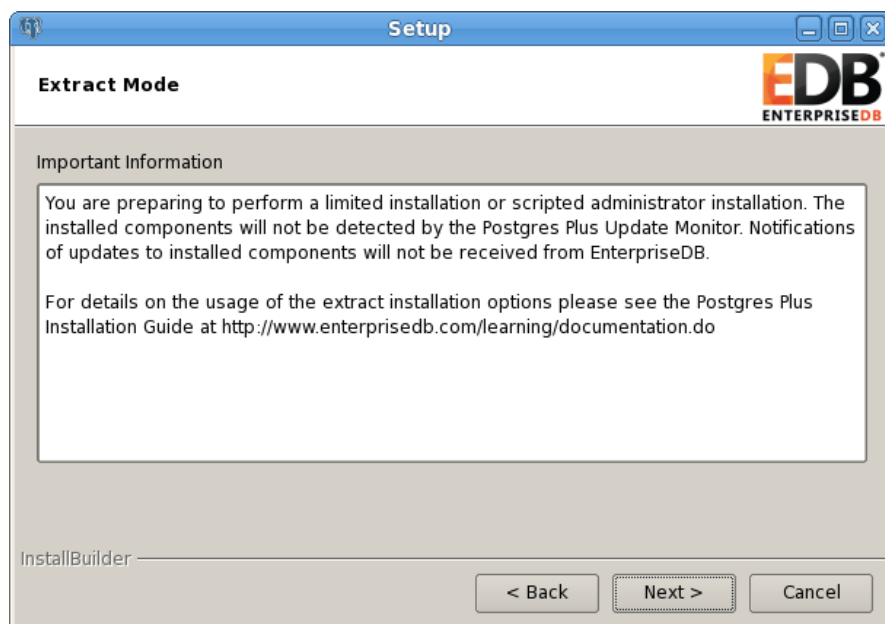 Setup
Extract Mode
EDB
ENTERPRISEDB
Important Information
You are preparing to perform a limited installation or scripted administrator installation. The
installed components will not be detected by the Postgres Plus Update Monitor. Notifications
of updates to installed components will not be received from EnterpriseDB.
For details on the usage of the extract installation options please see the Postgres Plus
Installation Guide at http://www.enterprisedb.com/learning/documentation.do
InstallBuilder
< Back
Next >
Cancel